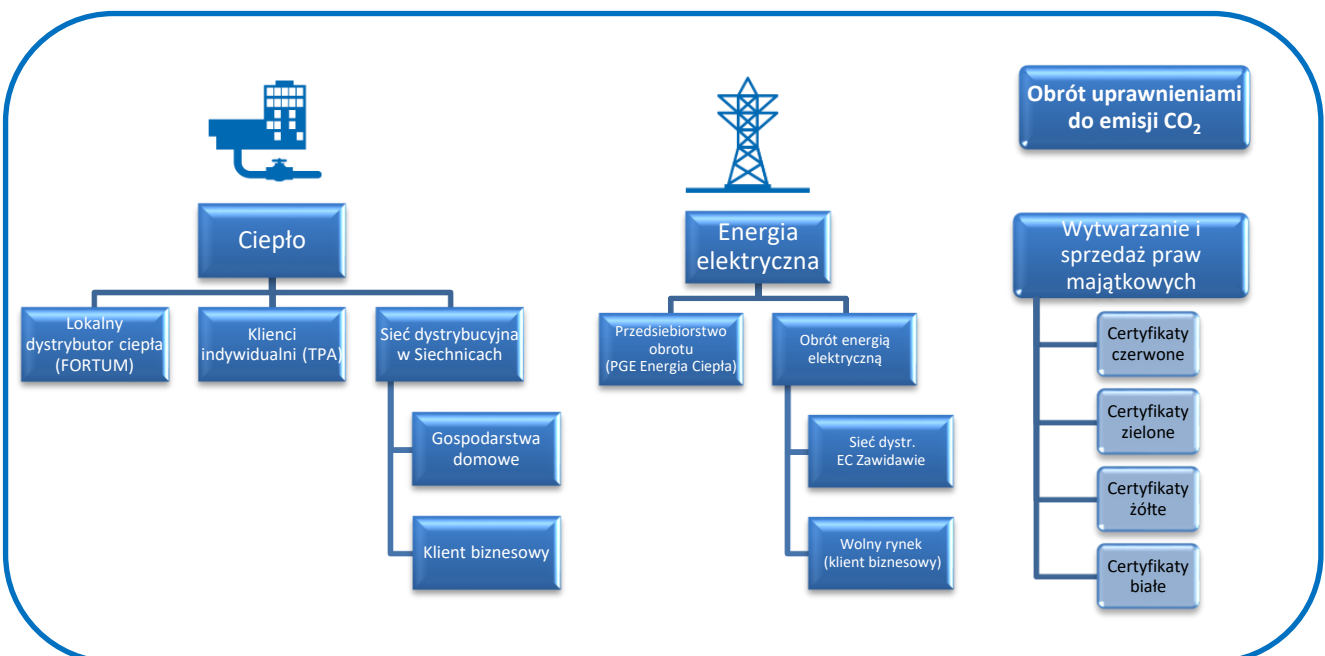 Obrót uprawnieniami
do emisji CO₂
Ciepło
Lokalny
dystrybutor ciepła
(FORTUM)
Klienci
indywidualni (TPA)
Sieć dystrybucyjna
w Siechnicach
Gospodarstwa
domowe
Klient biznesowy
Energia
elektryczna
Przedsiebiorstwo
obrotu
(PGE Energia Ciepła)
Obrót energią
elektryczną
Sieć dystr.
EC Zawidawie
Wolny rynek
(klient biznesowy)
Wytwarzanie i
sprzedaż praw
majątkowych
Certyfikaty
czerwone
Certyfikaty
zielone
Certyfikaty
żółte
Certyfikaty
białe